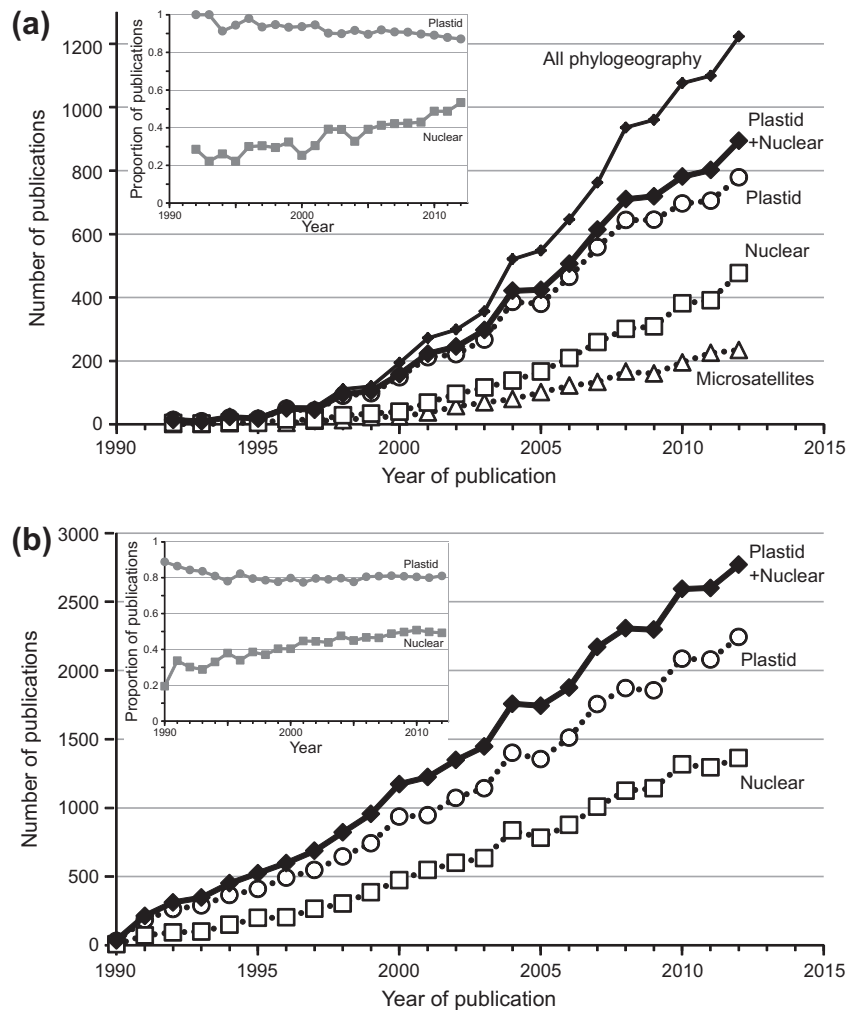 (a)
1200
1000
800
600
400
200
0
Number of publications
1990
1995
2000
2005
2010
2015
Year of publication
All phylogeography
Plastid
+Nuclear
Plastid
Nuclear
Microsatellites
1
0.8
0.6
0.4
0.2
0
Proportion of publications
Plastid
Nuclear
1990
2000
2010
Year
(b)
3000
2500
2000
1500
1000
500
0
Number of publications
1990
1995
2000
2005
2010
2015
Year of publication
Plastid
+Nuclear
Plastid
Nuclear
1
0.8
0.6
0.4
0.2
0
Proportion of publications
Plastid
Nuclear
1990
2000
2010
Year